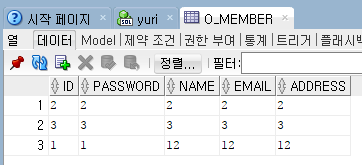 시작 페이지 yuri O_MEMBER
열 데이터 Model 제약 조건 권한 부여 통계 트리거 플래시백
정렬... 필터:
ID PASSWORD NAME EMAIL ADDRESS
1 2 2 2 2 2
2 3 3 3 3 3
3 1 1 12 12 12